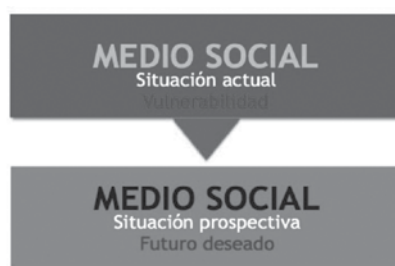 MEDIO SOCIAL
Situación actual
Vulnerabilidad
MEDIO SOCIAL
Situación prospectiva
Futuro deseado